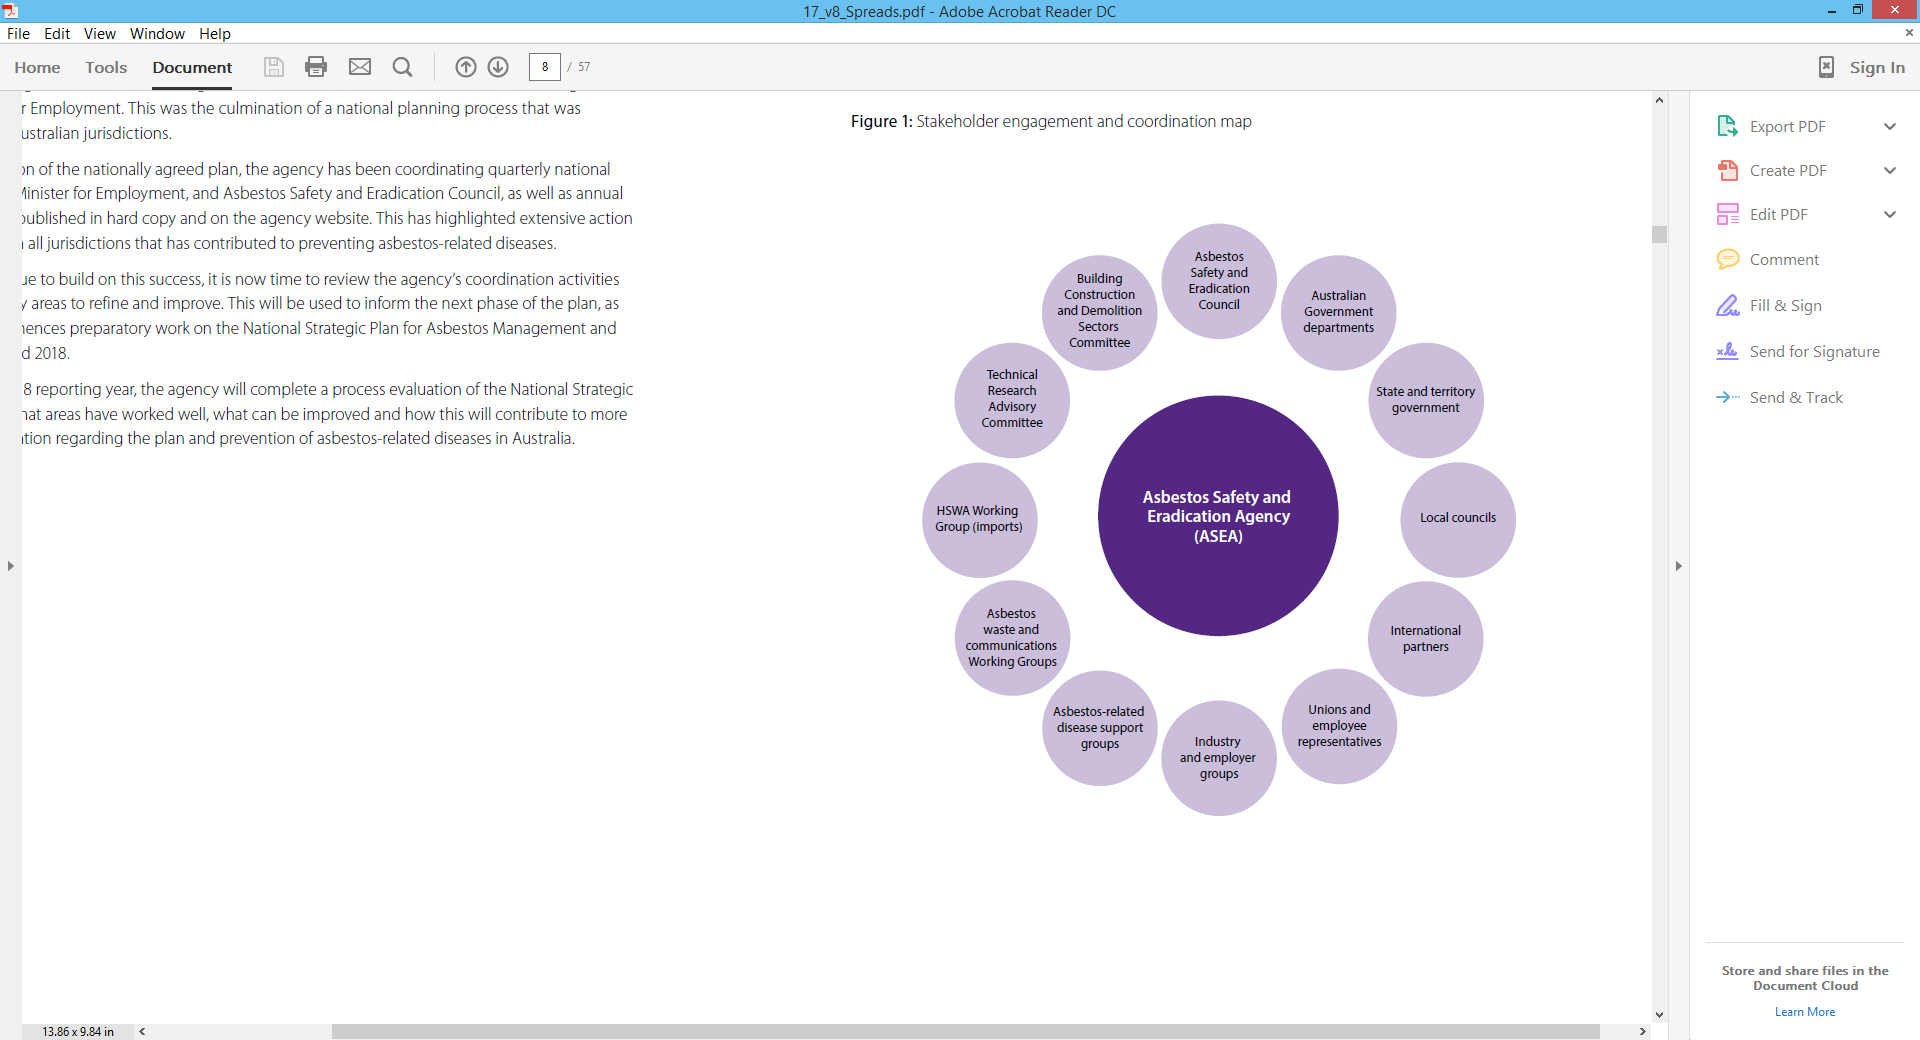 17_v8_Spreads.pdf - Adobe Acrobat Reader DC
File Edit View Window Help
Home Tools Document 8 / 57 Sign In
r Employment. This was the culmination of a national planning process that was
ustralian jurisdictions.
on of the nationally agreed plan, the agency has been coordinating quarterly national
Minister for Employment, and Asbestos Safety and Eradication Council, as well as annual
published in hard copy and on the agency website. This has highlighted extensive action
all jurisdictions that has contributed to preventing asbestos-related diseases.
ue to build on this success, it is now time to review the agency’s coordination activities
y areas to refine and improve. This will be used to inform the next phase of the plan, as
nences preparatory work on the National Strategic Plan for Asbestos Management and
d 2018.
8 reporting year, the agency will complete a process evaluation of the National Strategic
hat areas have worked well, what can be improved and how this will contribute to more
tion regarding the plan and prevention of asbestos-related diseases in Australia.
Figure 1: Stakeholder engagement and coordination map
Asbestos
Safety and
Eradication
Council
Australian
Government
departments
State and territory
government
Local councils
International
partners
Unions and
employee
representatives
Industry
and employer
groups
Asbestos-related
disease support
groups
Asbestos
waste and
communications
Working Groups
HSWA Working
Group (imports)
Technical
Research
Advisory
Committee
Building
Construction
and Demolition
Sectors
Committee
Asbestos Safety and
Eradication Agency
(ASEA)
Export PDF
Create PDF
Edit PDF
Comment
Fill & Sign
Send for Signature
Send & Track
Store and share files in the
Document Cloud
Learn More
13.86 x 9.84 in